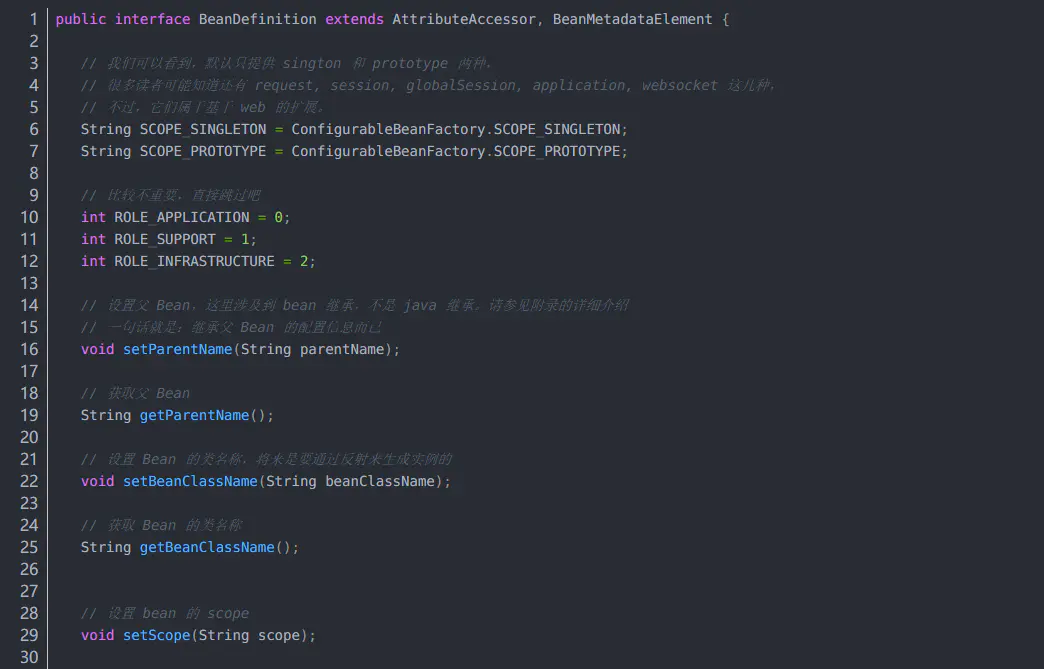 1 public interface BeanDefinition extends AttributeAccessor, BeanMetadataElement {
2
3 // 我们可以看到，默认只提供 sington 和 prototype 两种，
4 // 很多读者可能知道还有 request, session, globalSession, application, websocket 这几种，
5 // 不过，它们属于基于 web 的扩展。
6 String SCOPE_SINGLETON = ConfigurableBeanFactory.SCOPE_SINGLETON;
7 String SCOPE_PROTOTYPE = ConfigurableBeanFactory.SCOPE_PROTOTYPE;
8
9 // 比较不重要，直接跳过吧
10 int ROLE_APPLICATION = 0;
11 int ROLE_SUPPORT = 1;
12 int ROLE_INFRASTRUCTURE = 2;
13
14 // 设置父 Bean，这里涉及到 bean 继承，不是 java 继承。请参见附录的详细介绍
15 // 一句话就是：继承父 Bean 的配置信息而已
16 void setParentName(String parentName);
17
18 // 获取父 Bean
19 String getParentName();
20
21 // 设置 Bean 的类名称，将来是要通过反射来生成实例的
22 void setBeanClassName(String beanClassName);
23
24 // 获取 Bean 的类名称
25 String getBeanClassName();
26
27
28 // 设置 bean 的 scope
29 void setScope(String scope);
30